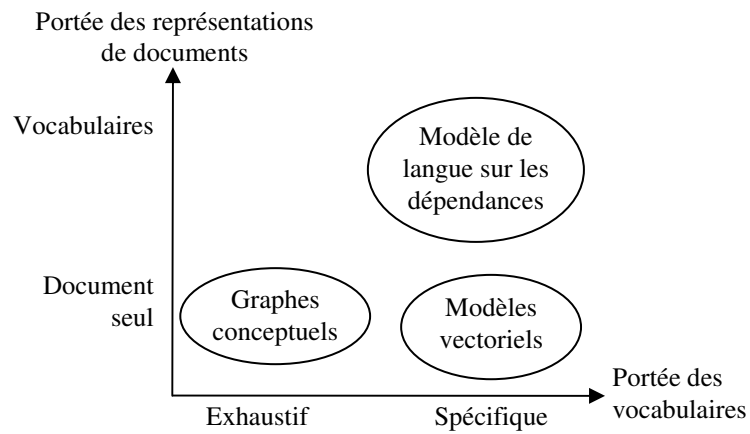 Portée des représentations
de documents
Vocabulaires
Modèle de
langue sur les
dépendances
Document
seul
Graphes
conceptuels
Modèles
vectoriels
Portée des
vocabulaires
Exhaustif
Spécifique